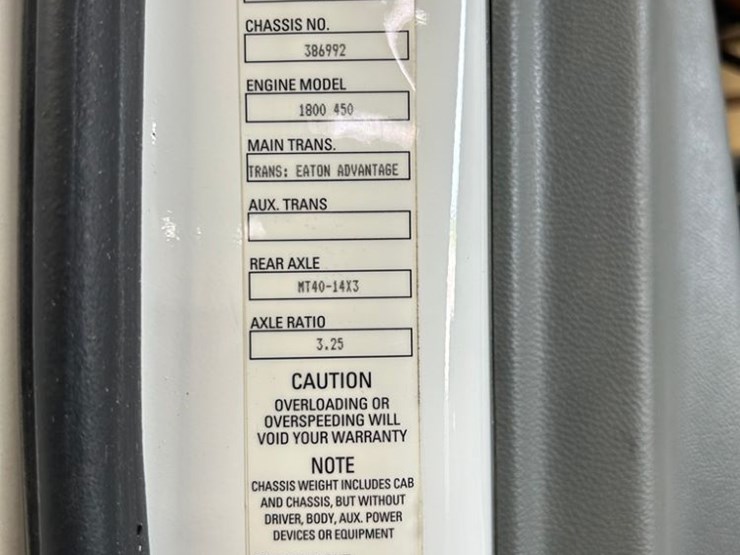 CHASSIS NO.
386992
ENGINE MODEL
1800 450
MAIN TRANS.
TRANS: EATON ADVANTAGE
AUX. TRANS
REAR AXLE
MT40-14X3
AXLE RATIO
3.25
CAUTION
OVERLOADING OR
OVERSPEEDING WILL
VOID YOUR WARRANTY
NOTE
CHASSIS WEIGHT INCLUDES CAB
AND CHASSIS, BUT WITHOUT
DRIVER, BODY, AUX. POWER
DEVICES OR EQUIPMENT